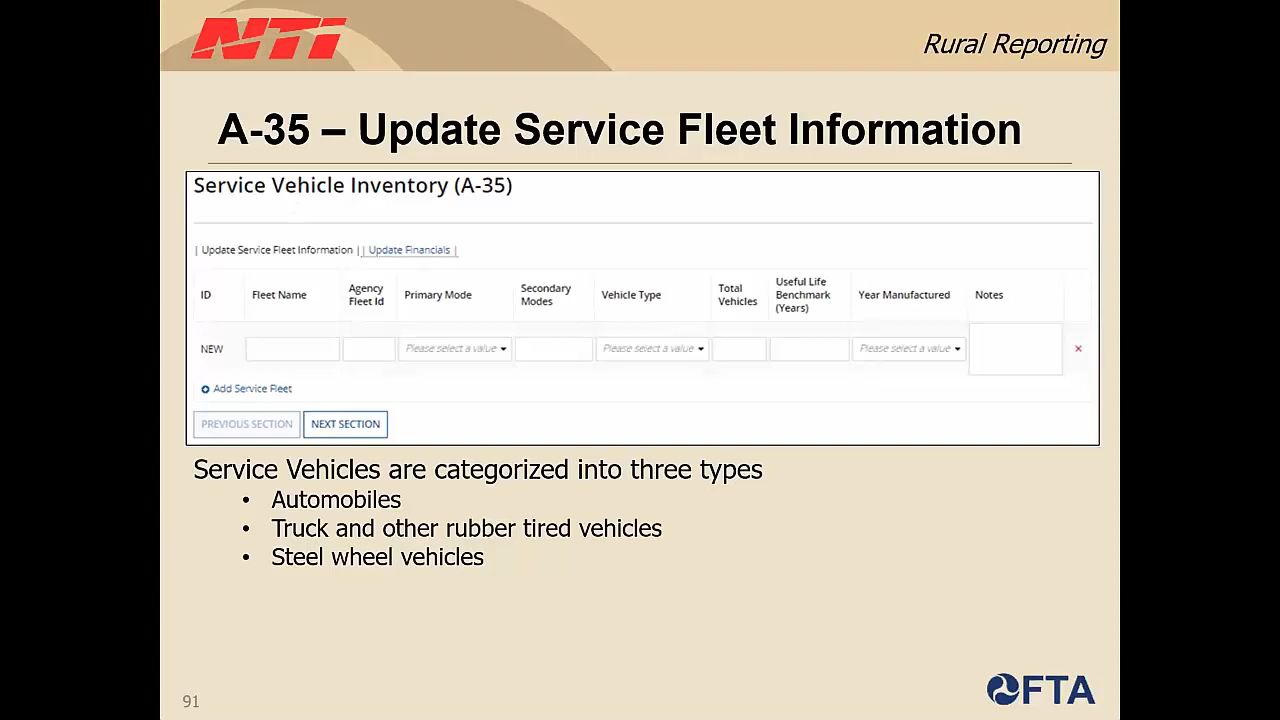 NTi
Rural Reporting
A-35 – Update Service Fleet Information
Service Vehicle Inventory (A-35)
| Update Service Fleet Information | | Update Financials |
ID Fleet Name Agency Fleet Id Primary Mode Secondary Modes Vehicle Type Total Vehicles Useful Life Benchmark (Years) Year Manufactured Notes
NEW Please select a value Please select a value Please select a value ×
Add Service Fleet
PREVIOUS SECTION NEXT SECTION
Service Vehicles are categorized into three types
• Automobiles
• Truck and other rubber tired vehicles
• Steel wheel vehicles
91
FTA